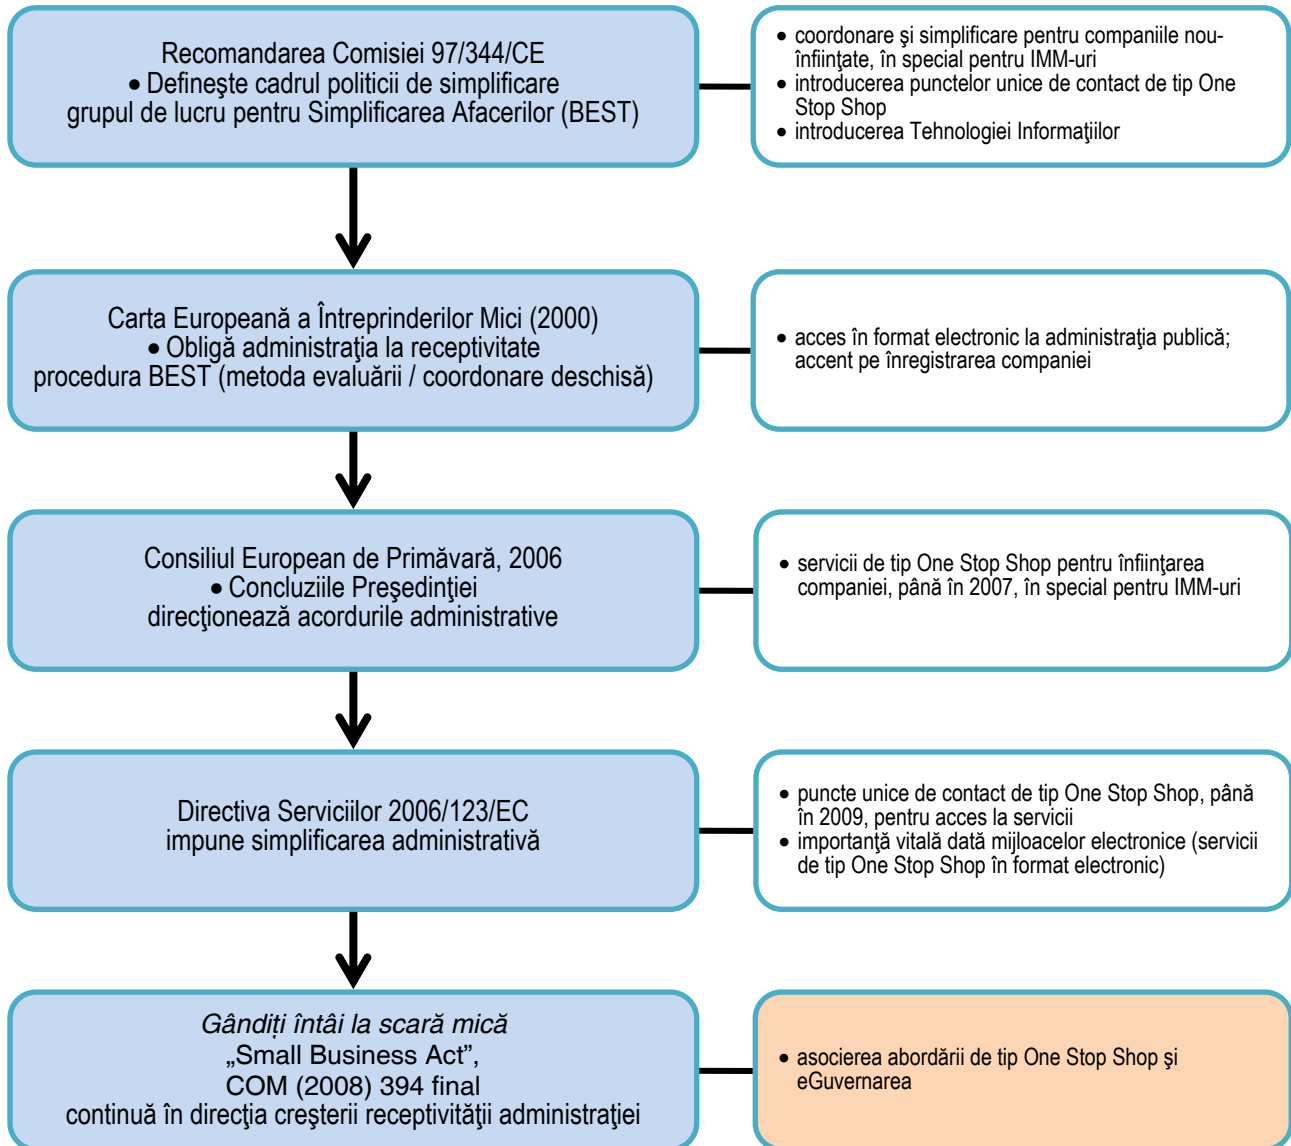 Recomandarea Comisiei 97/344/CE
• Defineşte cadrul politicii de simplificare
grupul de lucru pentru Simplificarea Afacerilor (BEST)
• coordonare şi simplificare pentru companiile nou-
înfiinţate, în special pentru IMM-uri
• introducerea punctelor unice de contact de tip One
Stop Shop
• introducerea Tehnologiei Informaţiilor
Carta Europeană a Întreprinderilor Mici (2000)
• Obligă administraţia la receptivitate
procedura BEST (metoda evaluării / coordonare deschisă)
• acces în format electronic la administraţia publică;
accent pe înregistrarea companiei
Consiliul European de Primăvară, 2006
• Concluziile Preşedinţiei
direcţionează acordurile administrative
• servicii de tip One Stop Shop pentru înfiinţarea
companiei, până în 2007, în special pentru IMM-uri
Directiva Serviciilor 2006/123/EC
impune simplificarea administrativă
• puncte unice de contact de tip One Stop Shop, până
în 2009, pentru acces la servicii
• importanţă vitală dată mijloacelor electronice (servicii
de tip One Stop Shop în format electronic)
Gândiți întâi la scară mică
„Small Business Act”,
COM (2008) 394 final
continuă în direcţia creşterii receptivităţii administraţiei
• asocierea abordării de tip One Stop Shop şi
eGuvernarea